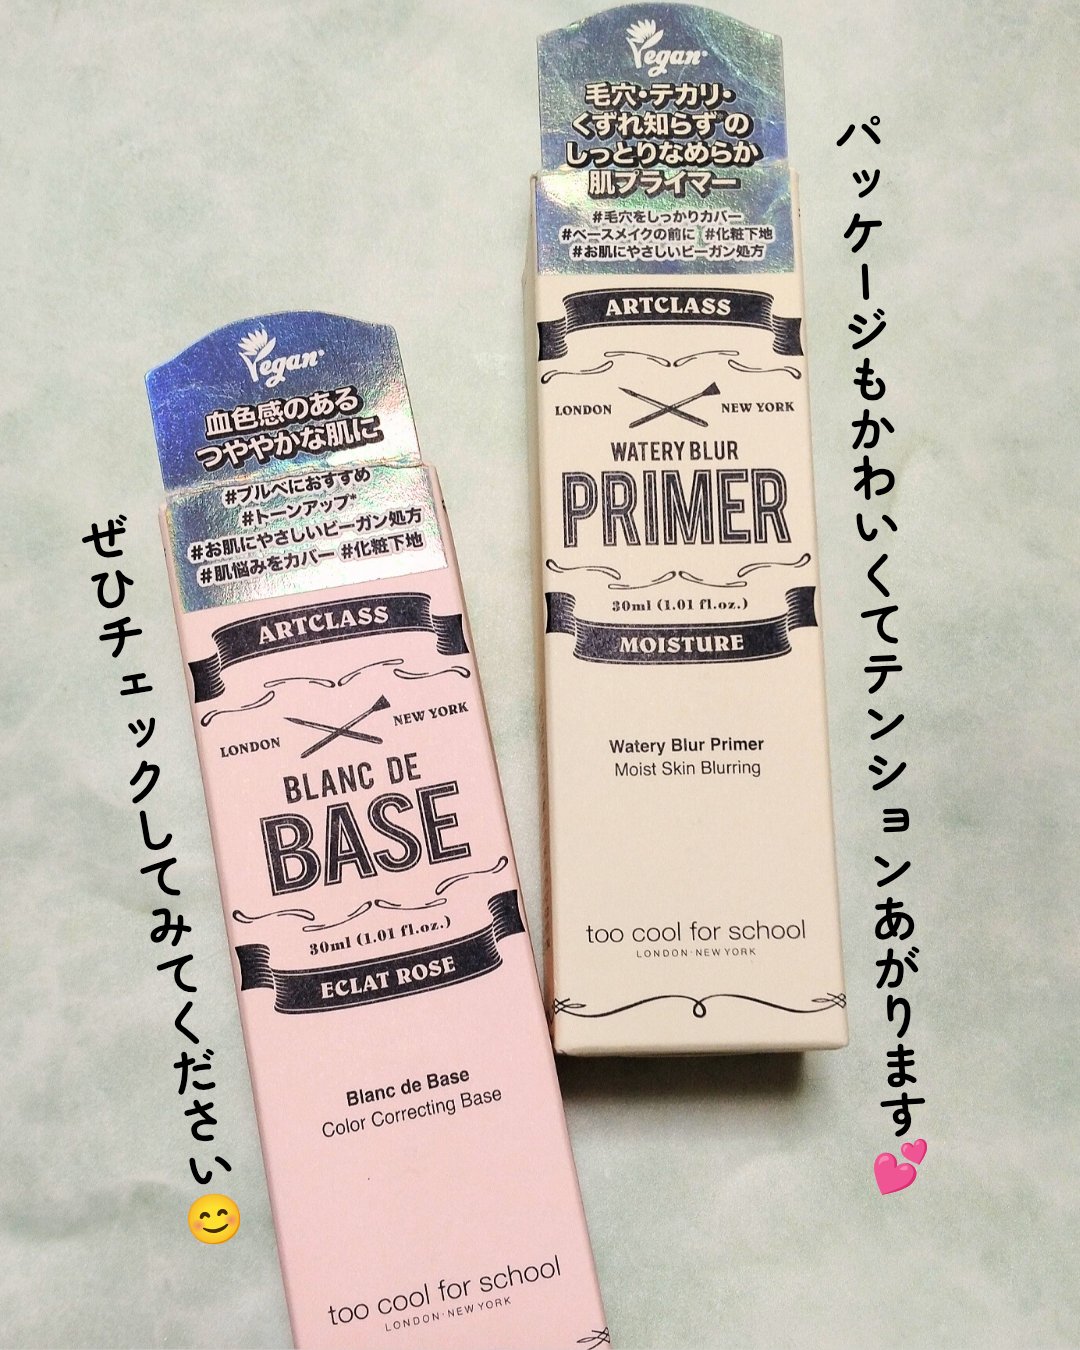 パッケージもかわいくてテンションあがります💕
ぜひチェックしてみてください😊
Vegan
毛穴・テカリ・
くずれ知らず*の
しっとりなめらか
肌プライマー
#毛穴をしっかりカバー
#ベースメイクの前に #化粧下地
#お肌にやさしいビーガン処方
ARTCLASS
LONDON NEW YORK
WATERY BLUR
PRIMER
30ml (1.01 fl.oz.)
MOISTURE
Watery Blur Primer
Moist Skin Blurring
too cool for school
LONDON·NEW YORK
Vegan
血色感のある
つややかな肌に
#ブルベにおすすめ
#トーンアップ*
#お肌にやさしいビーガン処方
#肌悩みをカバー #化粧下地
ARTCLASS
LONDON NEW YORK
BLANC DE
BASE
30ml (1.01 fl.oz.)
ECLAT ROSE
Blanc de Base
Color Correcting Base
too cool for school
LONDON·NEW YORK